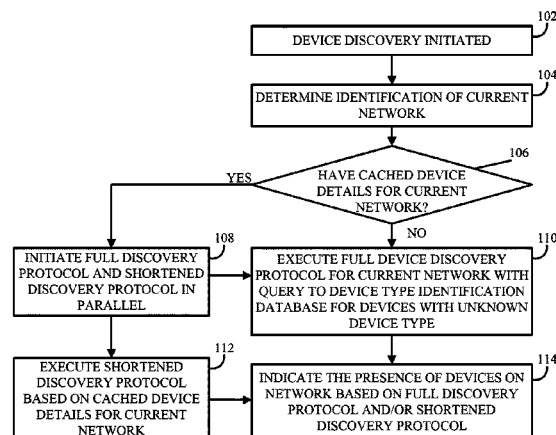 102
DEVICE DISCOVERY INITIATED
104
DETERMINE IDENTIFICATION OF CURRENT
NETWORK
106
HAVE CACHED DEVICE
DETAILS FOR CURRENT
NETWORK?
YES
NO
108
INITIATE FULL DISCOVERY
PROTOCOL AND SHORTENED
DISCOVERY PROTOCOL IN
PARALLEL
110
EXECUTE FULL DEVICE DISCOVERY
PROTOCOL FOR CURRENT NETWORK WITH
QUERY TO DEVICE TYPE IDENTIFICATION
DATABASE FOR DEVICES WITH UNKNOWN
DEVICE TYPE
112
EXECUTE SHORTENED
DISCOVERY PROTOCOL
BASED ON CACHED DEVICE
DETAILS FOR CURRENT
NETWORK
114
INDICATE THE PRESENCE OF DEVICES ON
NETWORK BASED ON FULL DISCOVERY
PROTOCOL AND/OR SHORTENED
DISCOVERY PROTOCOL